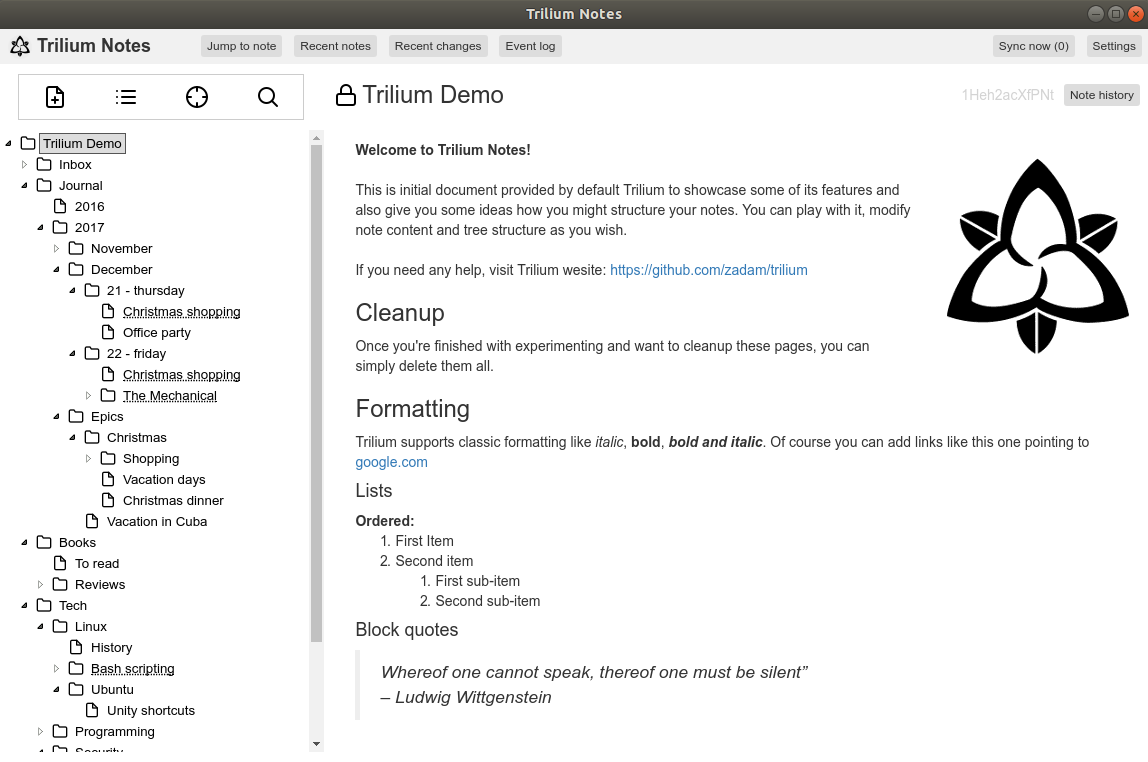 Trilium Notes
Trilium Notes
Jump to note
Recent notes
Recent changes
Event log
Sync now (0)
Settings
Trilium Demo
1Heh2acXfPNt
Note history
Trilium Demo
Inbox
Journal
2016
2017
November
December
21 - thursday
Christmas shopping
Office party
22 - friday
Christmas shopping
The Mechanical
Epics
Christmas
Shopping
Vacation days
Christmas dinner
Vacation in Cuba
Books
To read
Reviews
Tech
Linux
History
Bash scripting
Ubuntu
Unity shortcuts
Programming
Security
Welcome to Trilium Notes!
This is initial document provided by default Trilium to showcase some of its features and
also give you some ideas how you might structure your notes. You can play with it, modify
note content and tree structure as you wish.
If you need any help, visit Trilium wesite: https://github.com/zadam/trilium
Cleanup
Once you're finished with experimenting and want to cleanup these pages, you can
simply delete them all.
Formatting
Trilium supports classic formatting like italic, bold, bold and italic. Of course you can add links like this one pointing to
google.com
Lists
Ordered:
1. First Item
2. Second item
1. First sub-item
2. Second sub-item
Block quotes
Whereof one cannot speak, thereof one must be silent”
– Ludwig Wittgenstein